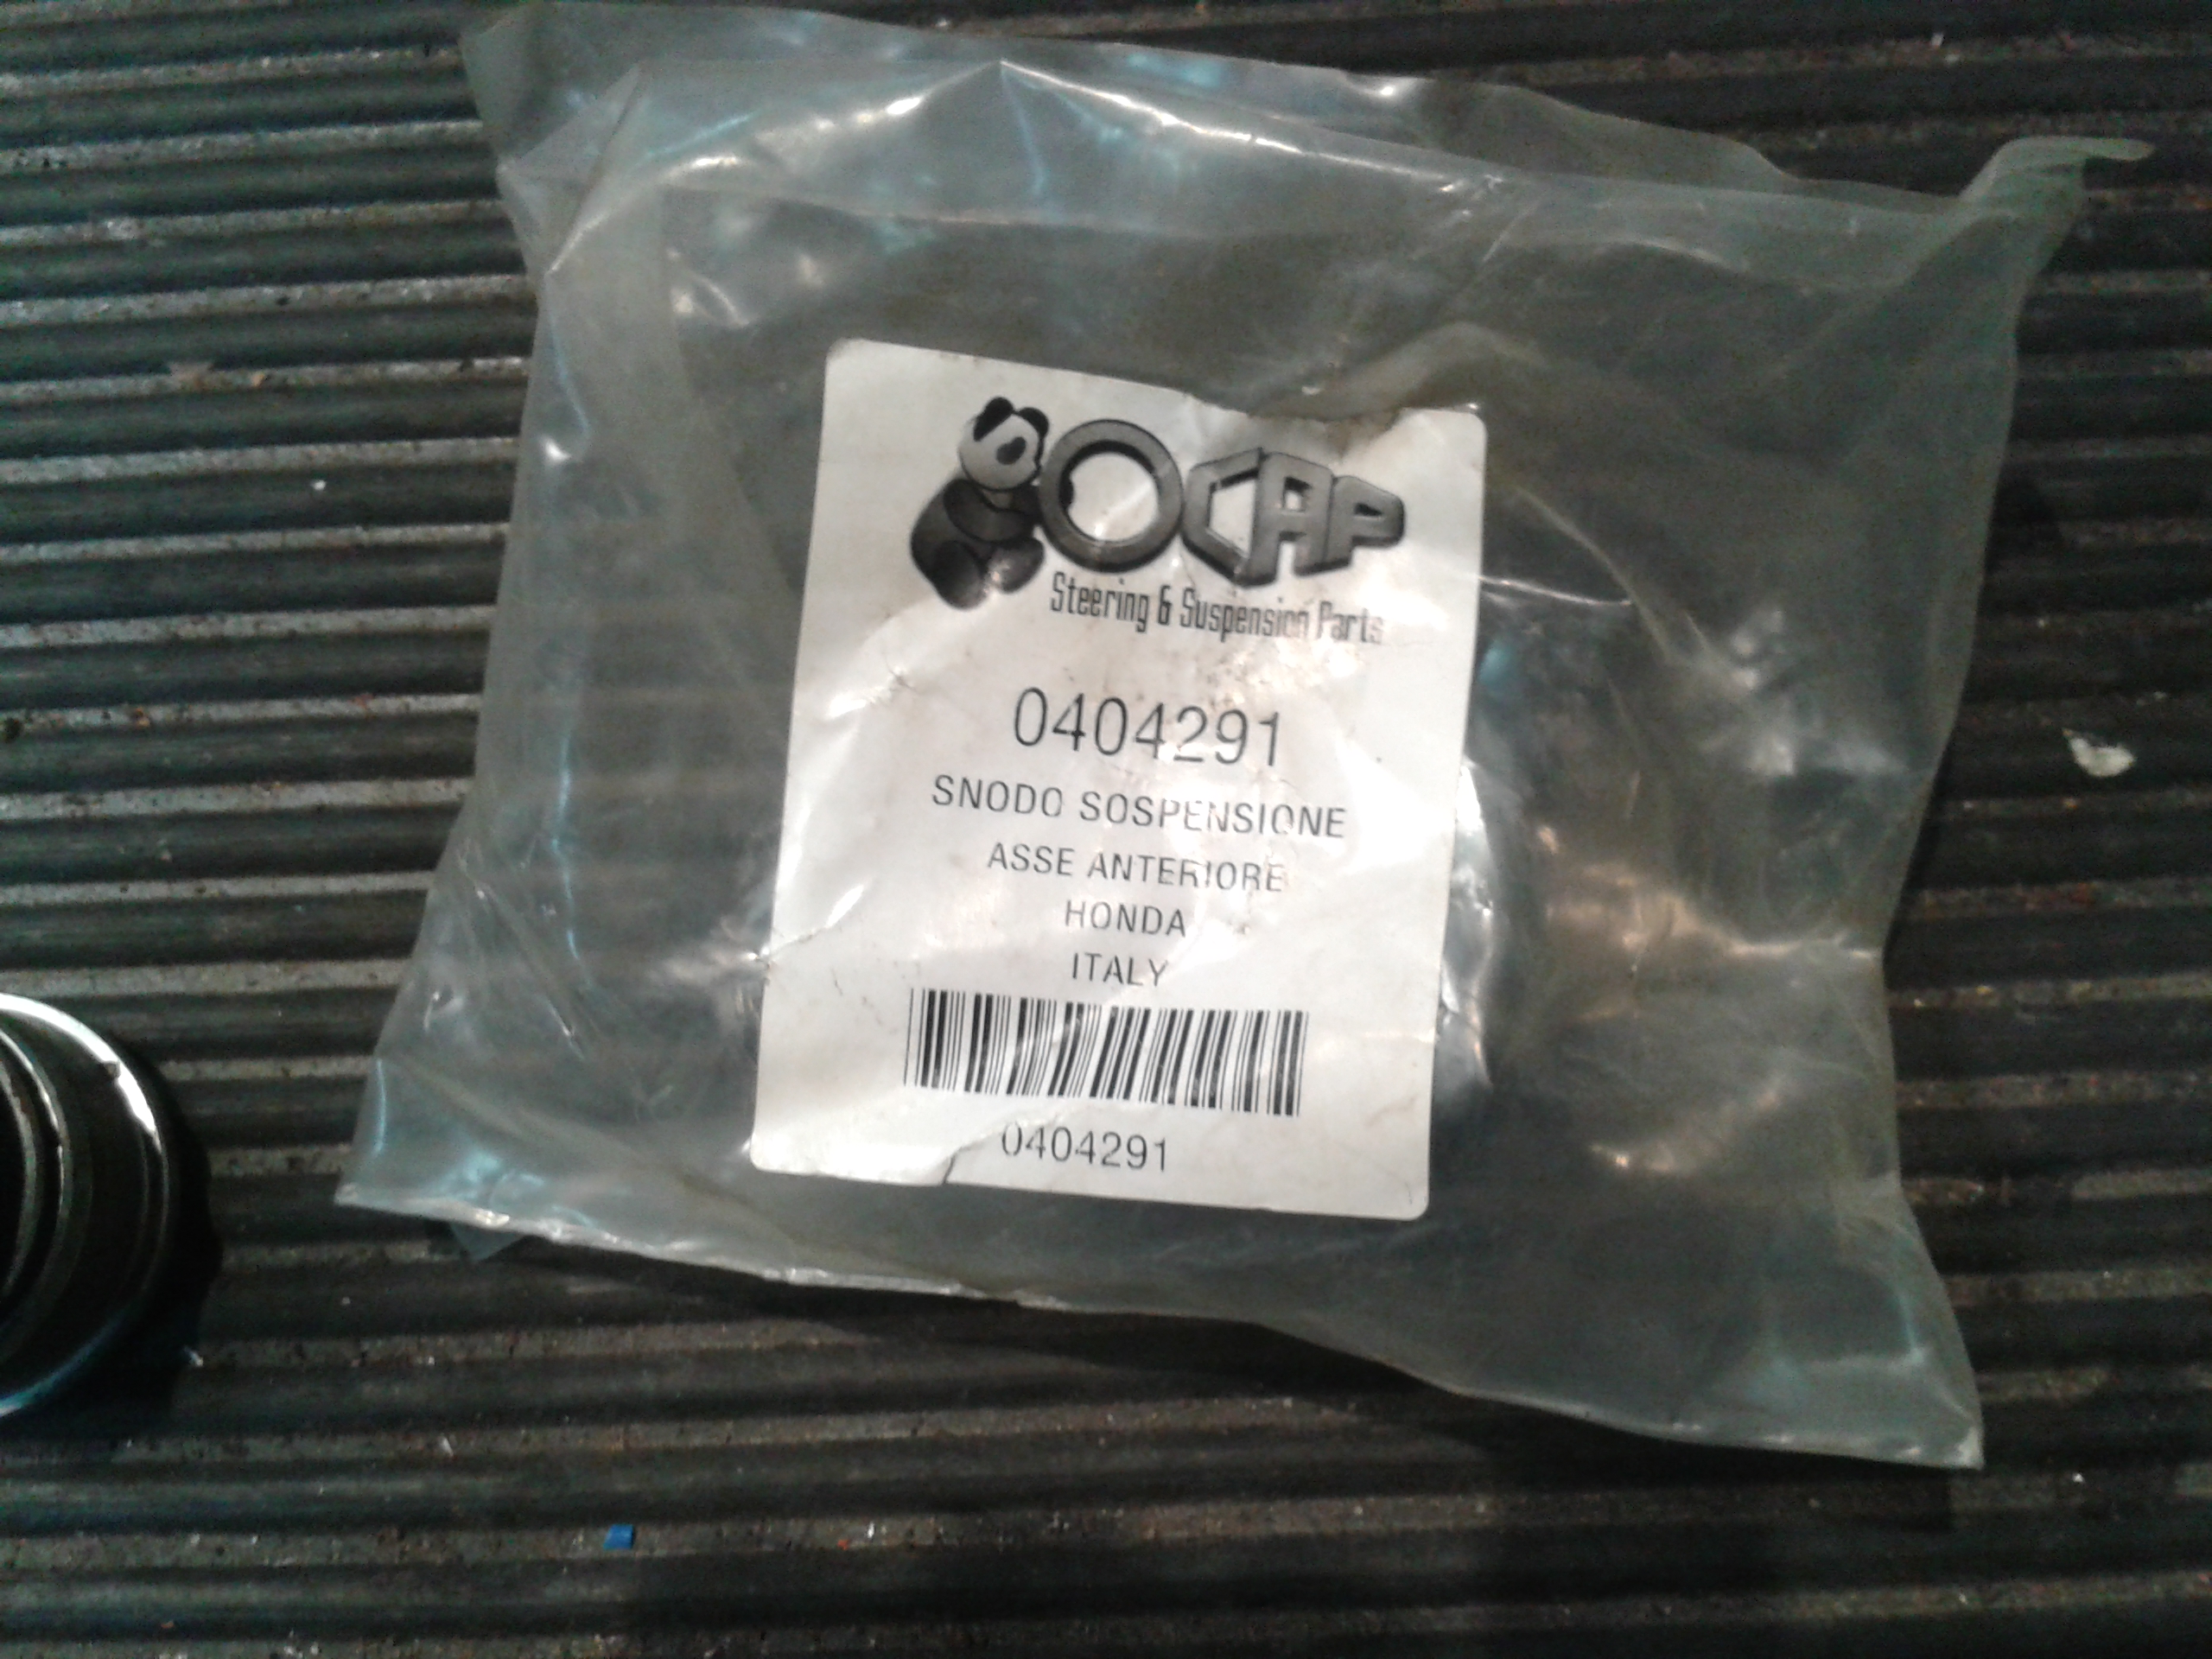 OCAP
Steering & Suspension Parts
0404291
SNODO SOSPENSIONE
ASSE ANTERIORE
HONDA
ITALY
0404291